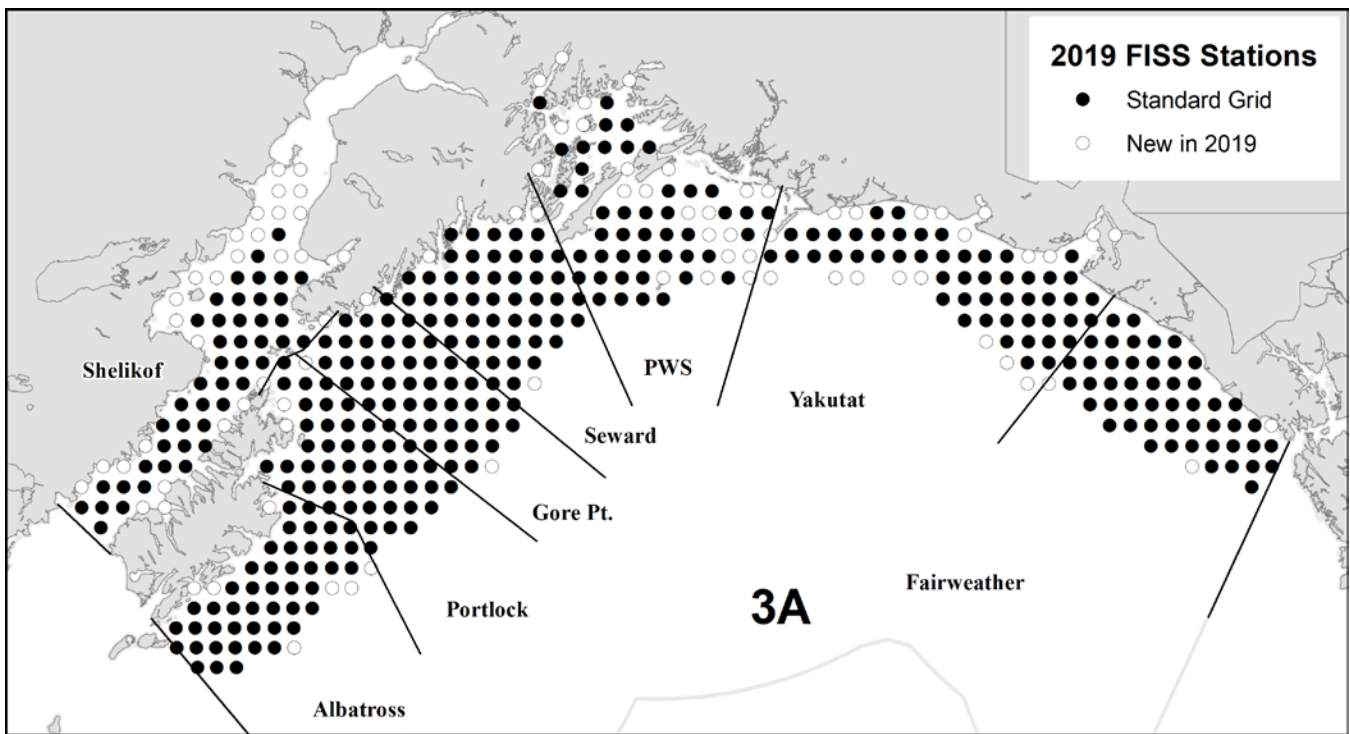 2019 FISS Stations
Standard Grid
New in 2019
Shelikof
PWS
Yakutat
Seward
Gore Pt.
Fairweather
Portlock
3A
Albatross